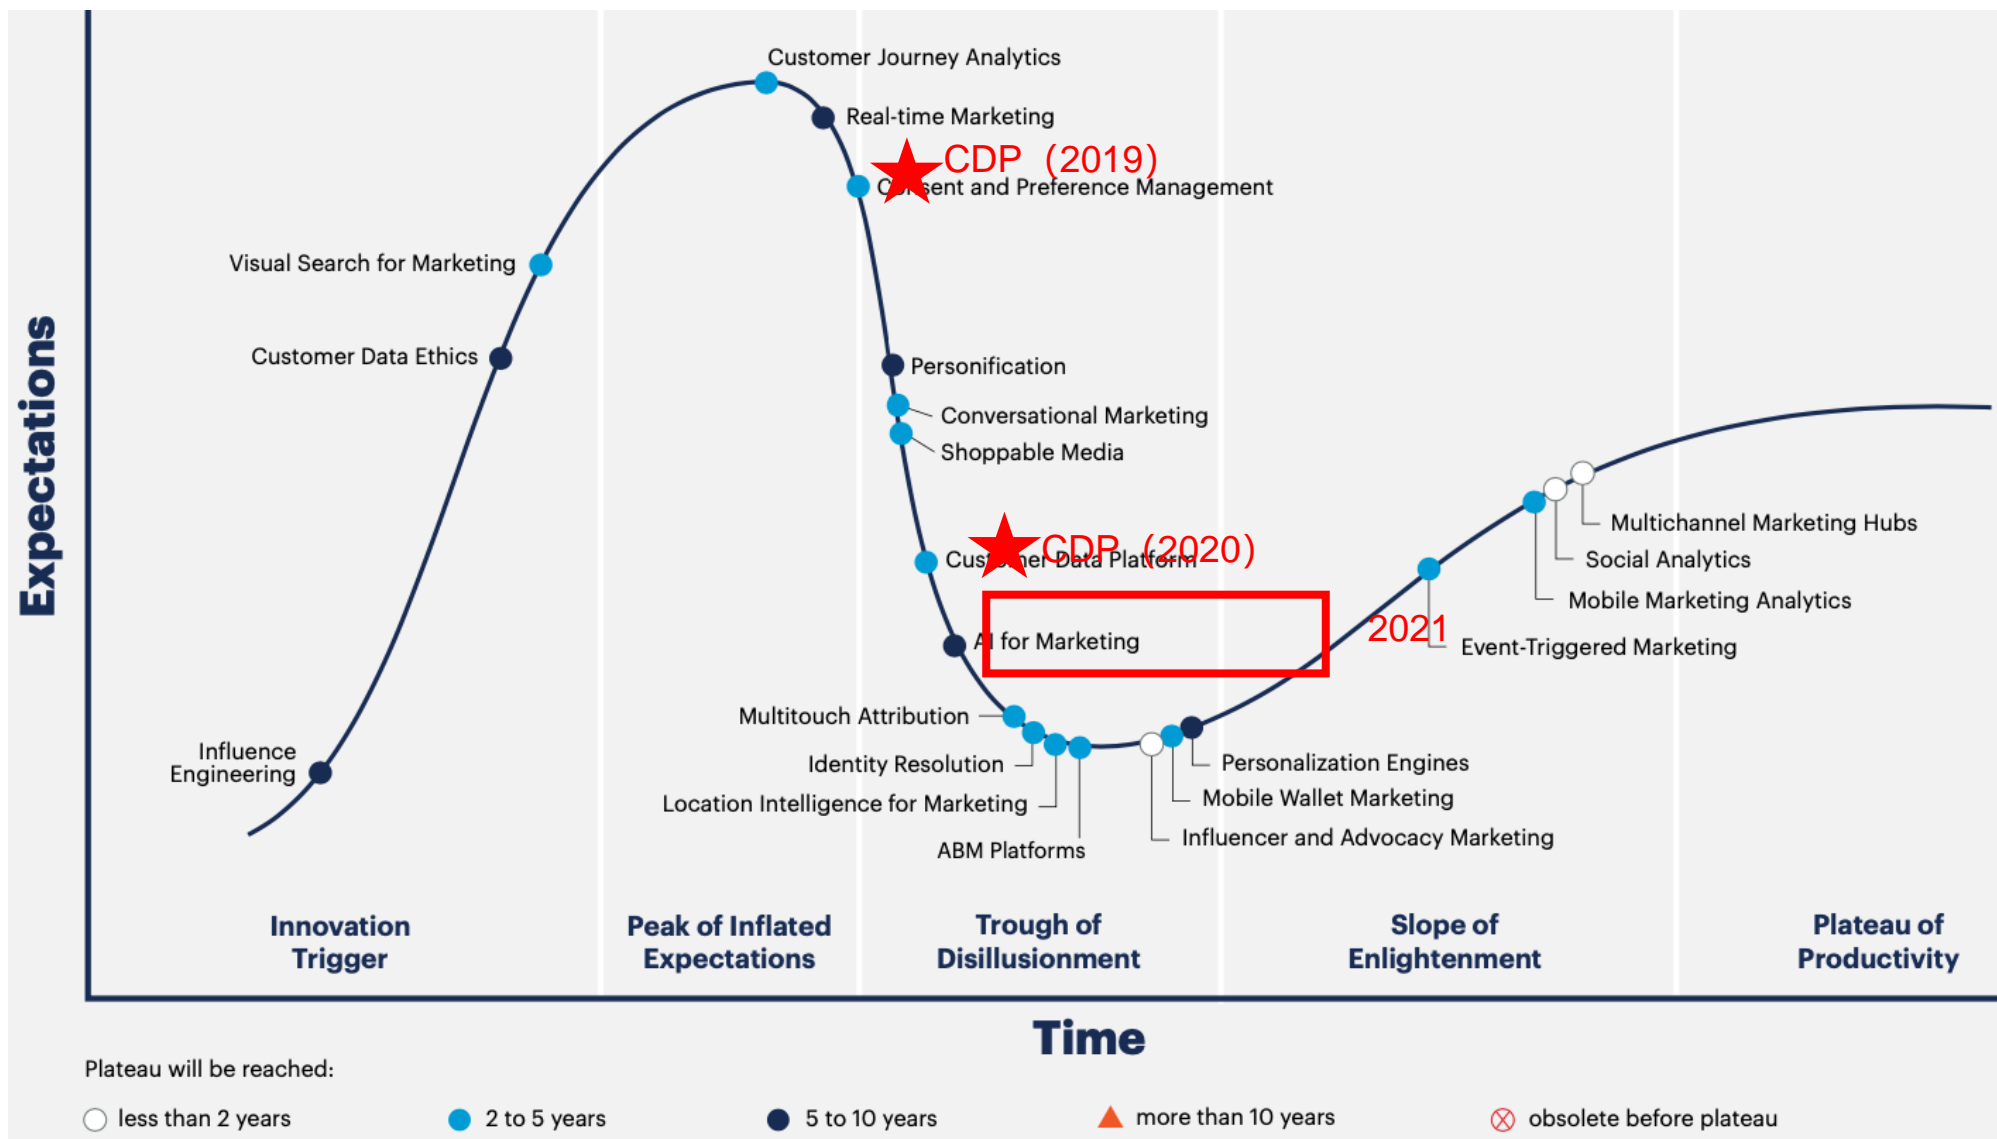 Customer Journey Analytics
Real-time Marketing
CDP（2019）
Consent and Preference Management
Visual Search for Marketing
Customer Data Ethics
Personification
Conversational Marketing
Shoppable Media
CDP（2020）
Customer Data Platform
AI for Marketing
2021
Multichannel Marketing Hubs
Social Analytics
Mobile Marketing Analytics
Event-Triggered Marketing
Influence
Engineering
Multitouch Attribution
Identity Resolution
Location Intelligence for Marketing
ABM Platforms
Personalization Engines
Mobile Wallet Marketing
Influencer and Advocacy Marketing
Expectations
Innovation
Trigger
Peak of Inflated
Expectations
Trough of
Disillusionment
Slope of
Enlightenment
Plateau of
Productivity
Time
Plateau will be reached:
less than 2 years
2 to 5 years
5 to 10 years
more than 10 years
obsolete before plateau